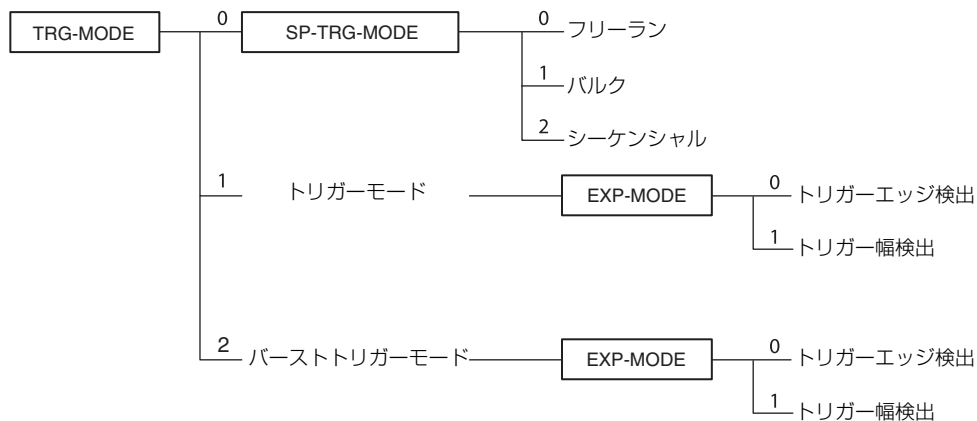 TRG-MODE 0 SP-TRG-MODE 0 フリーラン
1 バルク
2 シーケンシャル
1 トリガーモード EXP-MODE 0 トリガーエッジ検出
1 トリガー幅検出
2 バーストトリガーモード EXP-MODE 0 トリガーエッジ検出
1 トリガー幅検出